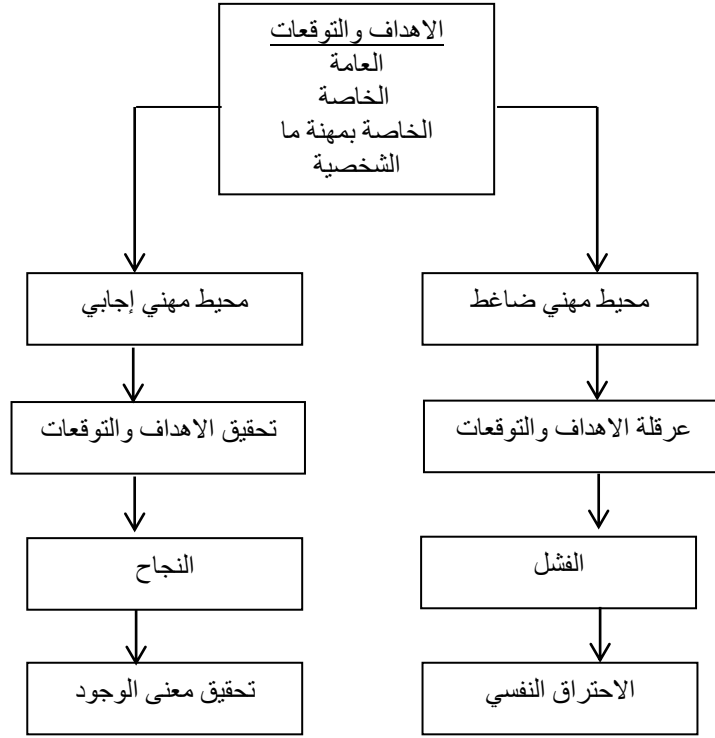 الاهداف والتوقعات
العامة
الخاصة
الخاصة بمهنة ما
الشخصية
محيط مهني ضاغط
محيط مهني إجابي
عرقلة الاهداف والتوقعات
تحقيق الاهداف والتوقعات
الفشل
النجاح
الاحتراق النفسي
تحقيق معنى الوجود